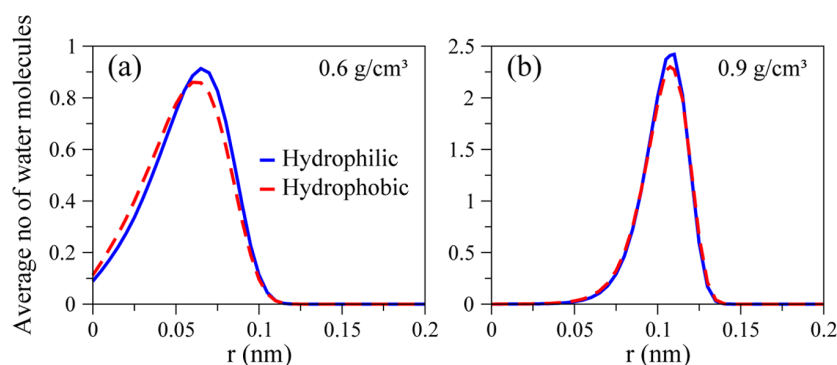 (a)
0.6 g/cm³
Hydrophilic
Hydrophobic
Average no of water molecules
1
0.8
0.6
0.4
0.2
0
0
0.05
0.1
0.15
0.2
r (nm)
(b)
0.9 g/cm³
2.5
2
1.5
1
0.5
0
0
0.05
0.1
0.15
0.2
r (nm)